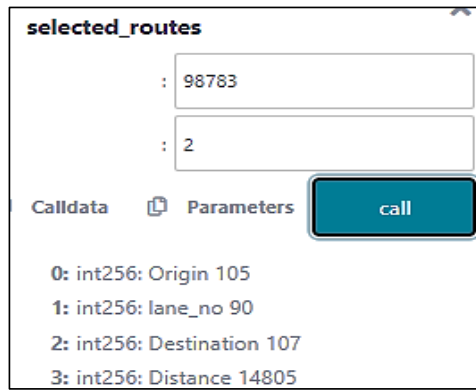 selected_routes
: 98783
: 2
Calldata Parameters call
0: int256: Origin 105
1: int256: lane_no 90
2: int256: Destination 107
3: int256: Distance 14805